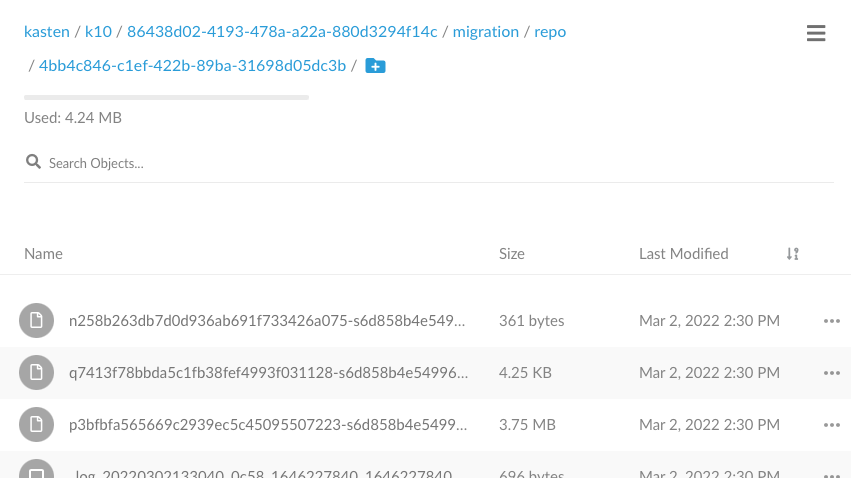 kasten / k10 / 86438d02-4193-478a-a22a-880d3294f14c / migration / repo
/ 4bb4c846-c1ef-422b-89ba-31698d05dc3b /
Used: 4.24 MB
Search Objects...
Name Size Last Modified
n258b263db7d0d936ab691f733426a075-s6d858b4e549... 361 bytes Mar 2, 2022 2:30 PM
q7413f78bbda5c1fb38fef4993f031128-s6d858b4e54996... 4.25 KB Mar 2, 2022 2:30 PM
p3bfbfa565669c2939ec5c45095507223-s6d858b4e5499... 3.75 MB Mar 2, 2022 2:30 PM
_log_20220302133040_0c58_1646227840_1646227840_... 696 bytes Mar 2, 2022 2:30 PM